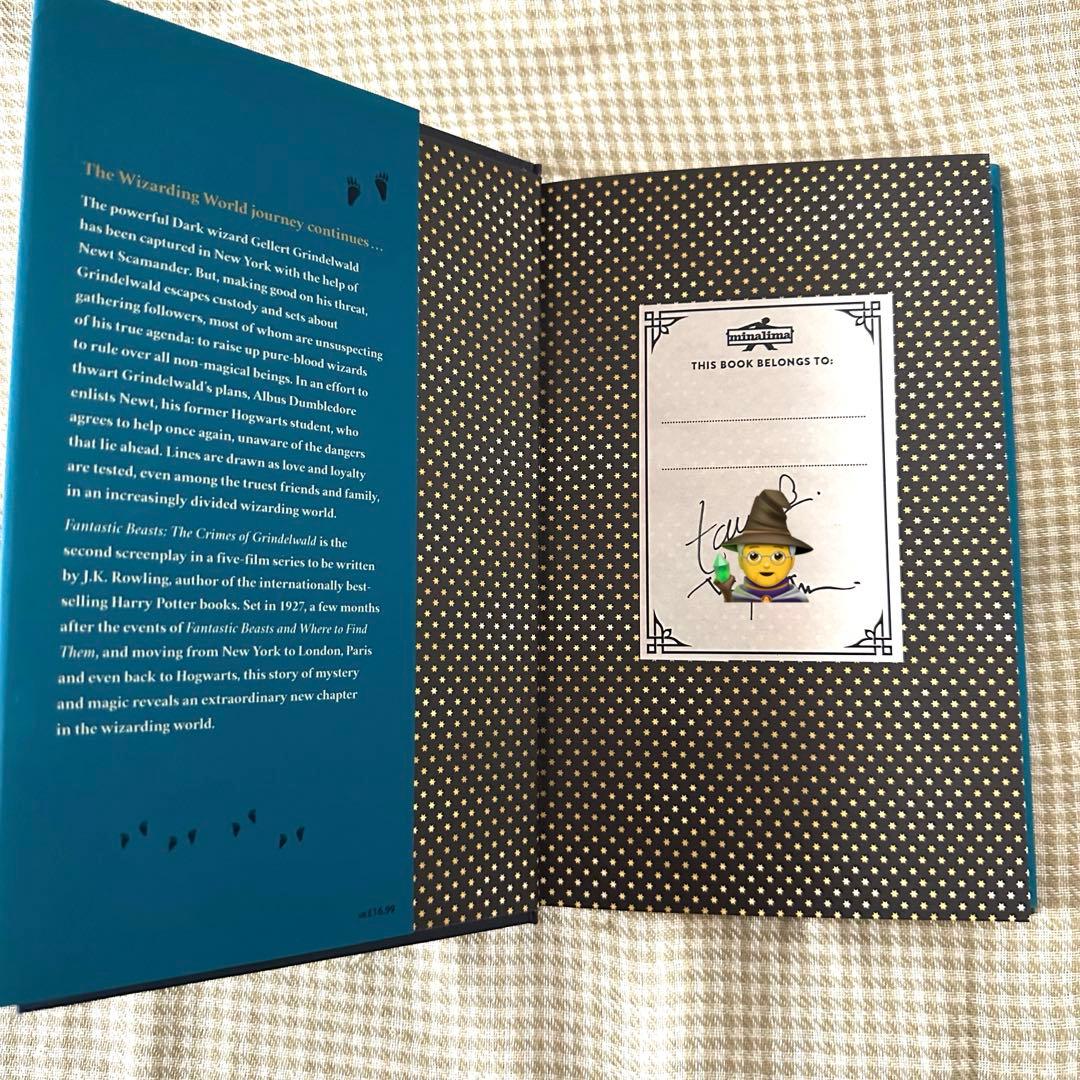 The Wizarding World journey continues...
The powerful Dark wizard Gellert Grindelwald
has been captured in New York with the help of
Newt Scamander. But, making good on his threat,
Grindelwald escapes custody and sets about
gathering followers, most of whom are unsuspecting
of his true agenda: to raise up pure-blood wizards
to rule over all non-magical beings. In an effort to
thwart Grindelwald's plans, Albus Dumbledore
enlists Newt, his former Hogwarts student, who
agrees to help once again, unaware of the dangers
that lie ahead. Lines are drawn as love and loyalty
are tested, even among the truest friends and family,
in an increasingly divided wizarding world.
Fantastic Beasts: The Crimes of Grindelwald is the
second screenplay in a five-film series to be written
by J.K. Rowling, author of the internationally best-
selling Harry Potter books. Set in 1927, a few months
after the events of Fantastic Beasts and Where to Find
Them, and moving from New York to London, Paris
and even back to Hogwarts, this story of mystery
and magic reveals an extraordinary new chapter
in the wizarding world.
UK £16.99
minalima
THIS BOOK BELONGS TO: